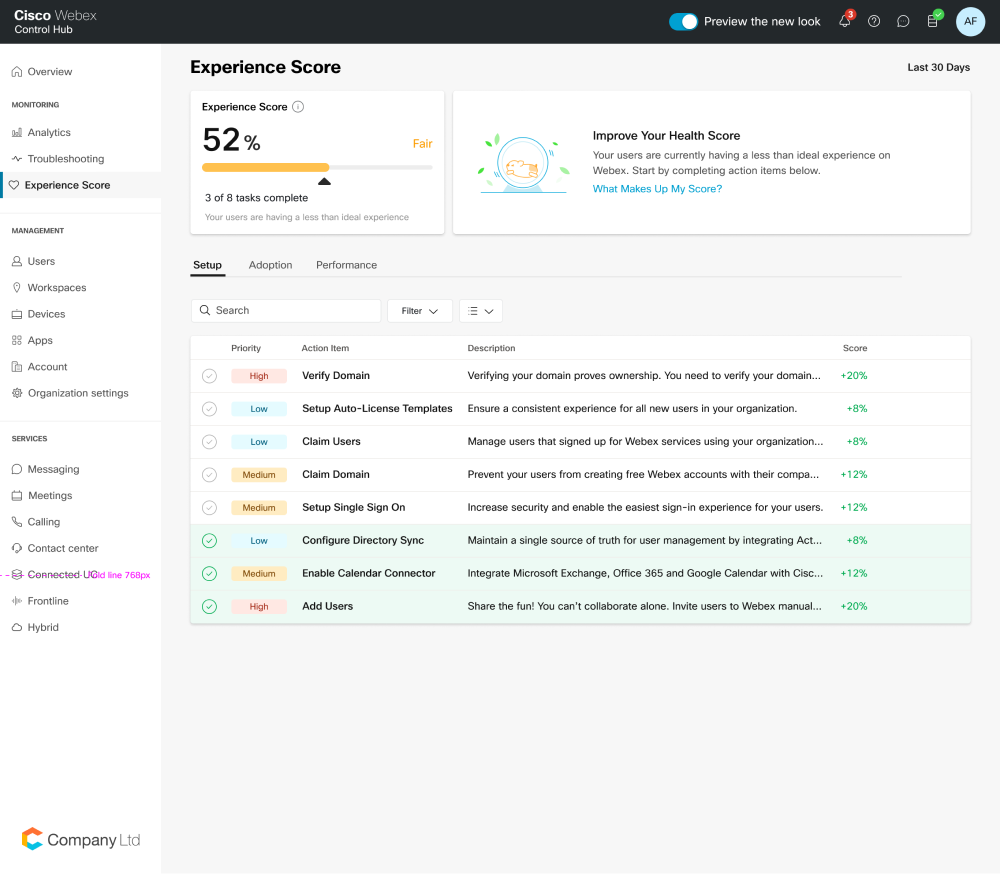 Cisco Webex
Control Hub
Preview the new look
3
AF
Overview
MONITORING
Analytics
Troubleshooting
Experience Score
MANAGEMENT
Users
Workspaces
Devices
Apps
Account
Organization settings
SERVICES
Messaging
Meetings
Calling
Contact center
Connected UC
Fold line 768px
Frontline
Hybrid
Company Ltd
Experience Score
Last 30 Days
Experience Score
52%
Fair
3 of 8 tasks complete
Your users are having a less than ideal experience
Improve Your Health Score
Your users are currently having a less than ideal experience on
Webex. Start by completing action items below.
What Makes Up My Score?
Setup Adoption Performance
Search Filter
Priority Action Item Description Score
High Verify Domain Verifying your domain proves ownership. You need to verify your domain... +20%
Low Setup Auto-License Templates Ensure a consistent experience for all new users in your organization. +8%
Low Claim Users Manage users that signed up for Webex services using your organization... +8%
Medium Claim Domain Prevent your users from creating free Webex accounts with their compa... +12%
Medium Setup Single Sign On Increase security and enable the easiest sign-in experience for your users. +12%
Low Configure Directory Sync Maintain a single source of truth for user management by integrating Act... +8%
Medium Enable Calendar Connector Integrate Microsoft Exchange, Office 365 and Google Calendar with Cisc... +12%
High Add Users Share the fun! You can't collaborate alone. Invite users to Webex manual... +20%